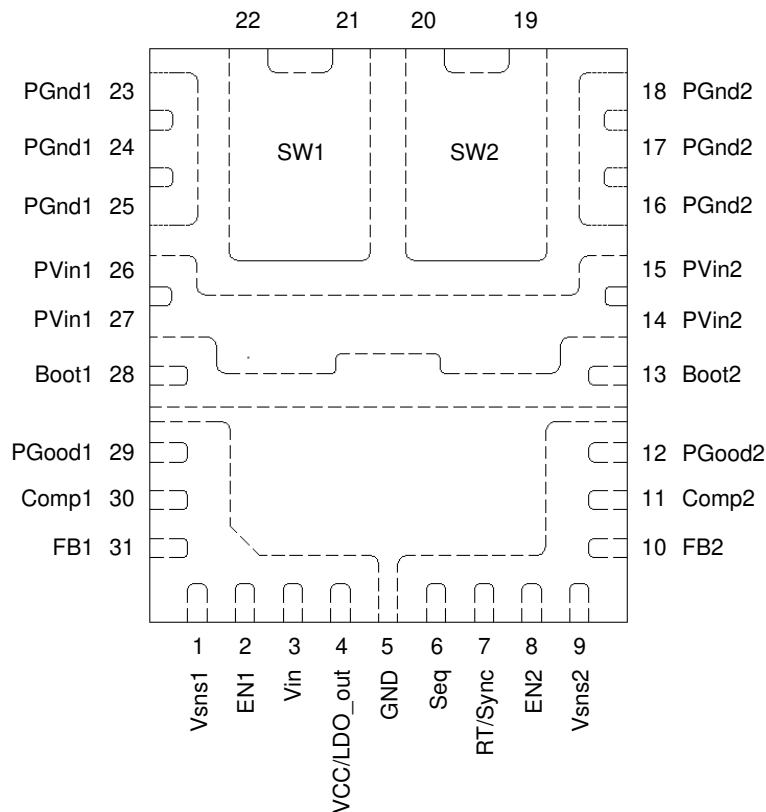 22 21 20 19
PGnd1 23
PGnd1 24
PGnd1 25
PVin1 26
PVin1 27
Boot1 28
PGood1 29
Comp1 30
FB1 31
SW1
SW2
18 PGnd2
17 PGnd2
16 PGnd2
15 PVin2
14 PVin2
13 Boot2
12 PGood2
11 Comp2
10 FB2
1 2 3 4 5 6 7 8 9
Vsns1
EN1
Vin
VCC/LDO_out
GND
Seq
RT/Sync
EN2
Vsns2